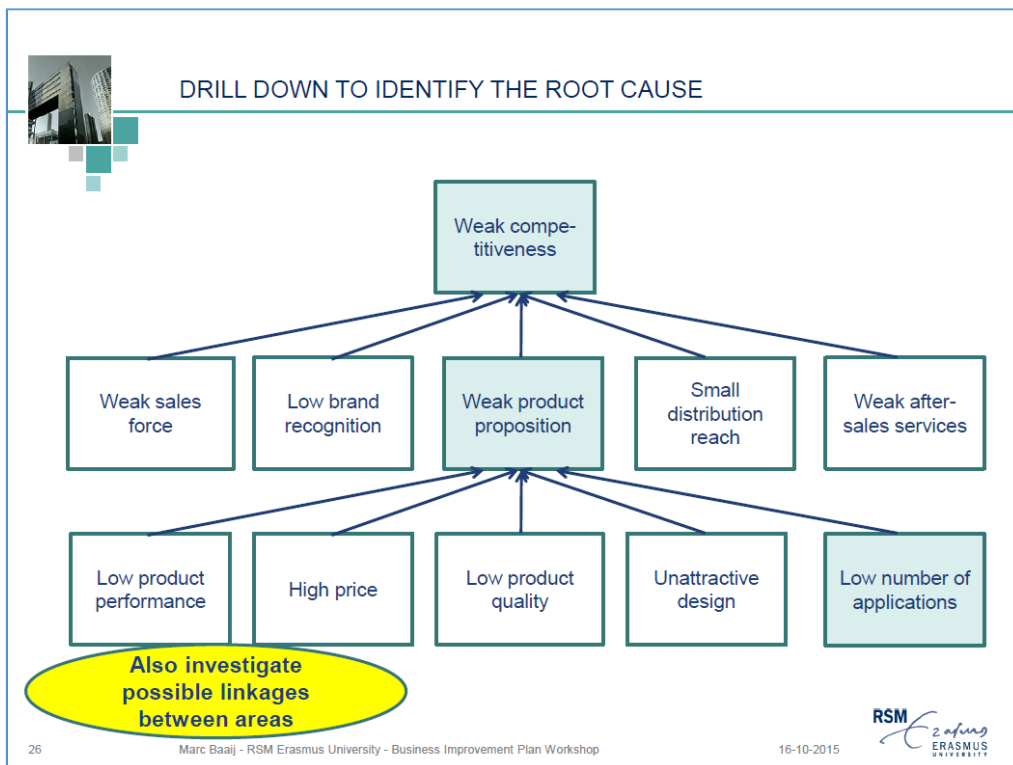 DRILL DOWN TO IDENTIFY THE ROOT CAUSE
Weak compe-
titiveness
Weak sales
force
Low brand
recognition
Weak product
proposition
Small
distribution
reach
Weak after-
sales services
Low product
performance
High price
Low product
quality
Unattractive
design
Low number of
applications
Also investigate
possible linkages
between areas
26
Marc Baaij - RSM Erasmus University - Business Improvement Plan Workshop
16-10-2015
RSM
Erasmus
ERASMUS
UNIVERSITY